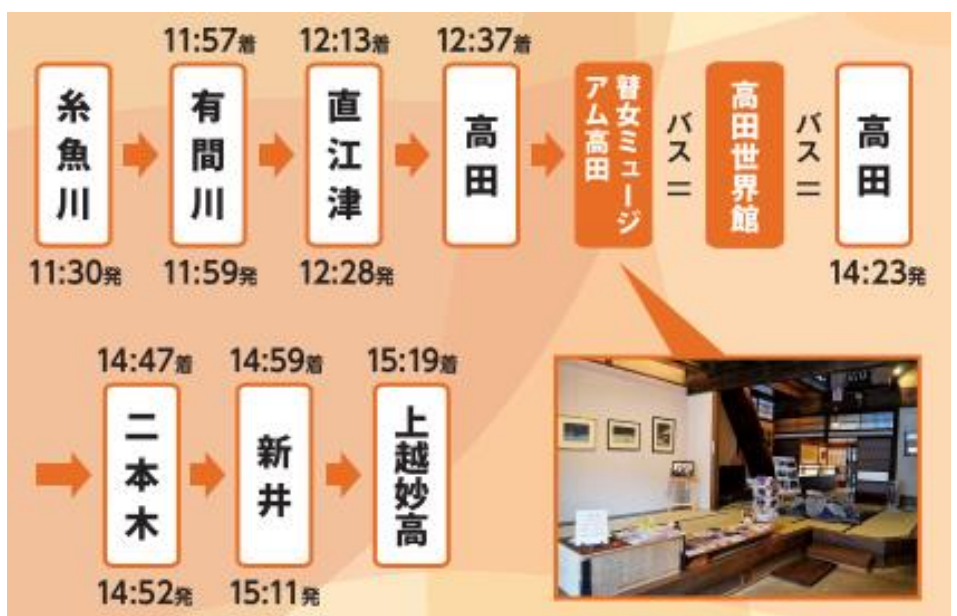 11:57着 12:13着 12:37着
糸魚川
有間川
直江津
高田
瞽女ミュージ
アム高田
バス=
高田世界館
バス=
高田
11:30発 11:59発 12:28発 14:23発
14:47着 14:59着 15:19着
二本木
新井
上越妙高
14:52発 15:11発